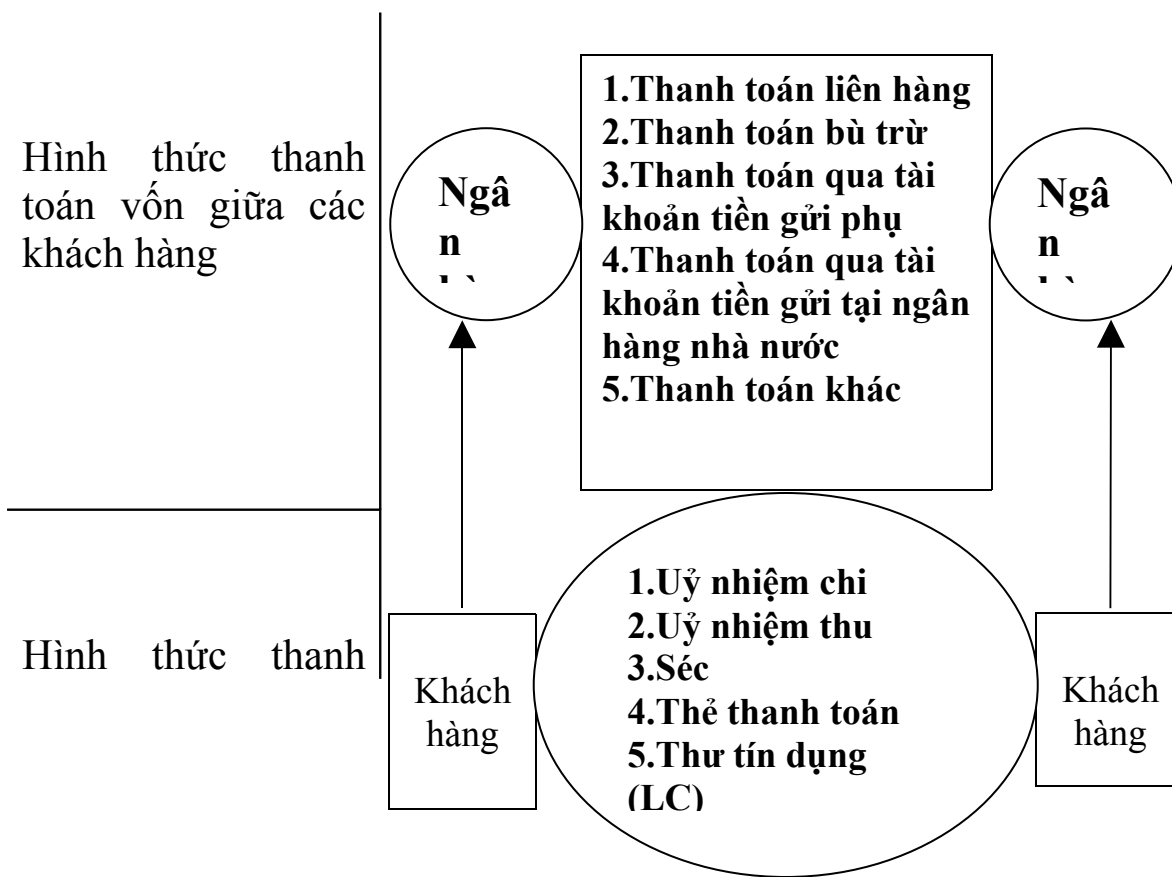 Hình thức thanh
toán vốn giữa các
khách hàng
Ngâ
n
1.Thanh toán liên hàng
2.Thanh toán bù trừ
3.Thanh toán qua tài
khoản tiền gửi phụ
4.Thanh toán qua tài
khoản tiền gửi tại ngân
hàng nhà nước
5.Thanh toán khác
Ngâ
n
Hình thức thanh
Khách
hàng
1.Uỷ nhiệm chi
2.Uỷ nhiệm thu
3.Séc
4.Thẻ thanh toán
5.Thư tín dụng
(LC)
Khách
hàng